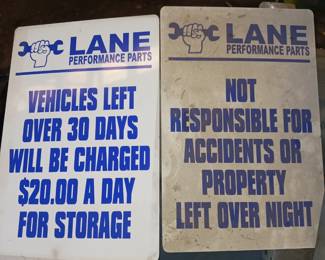 LANE
PERFORMANCE PARTS
VEHICLES LEFT
OVER 30 DAYS
WILL BE CHARGED
$20.00 A DAY
FOR STORAGE
LANE
PERFORMANCE PARTS
NOT
RESPONSIBLE FOR
ACCIDENTS OR
PROPERTY
LEFT OVER NIGHT